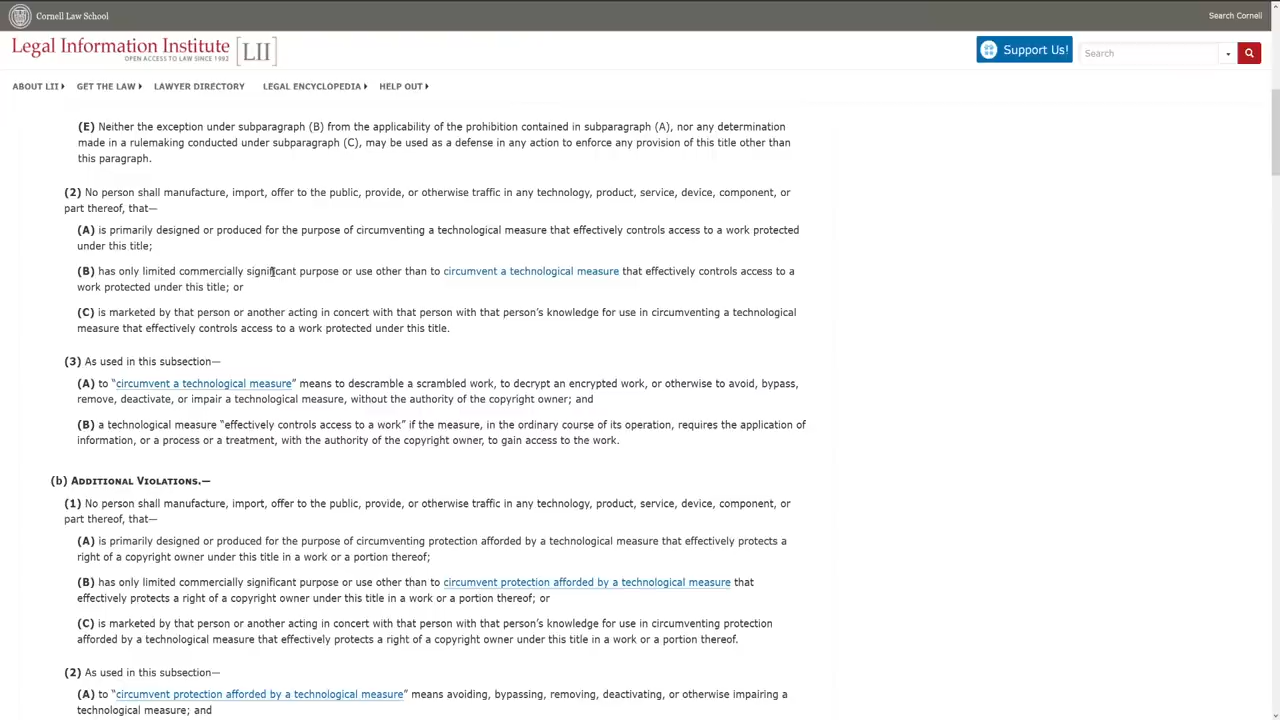 Cornell Law School
Search Cornell
Legal Information Institute [LII]
OPEN ACCESS TO LAW SINCE 1992
Support Us!
Search
ABOUT LII
GET THE LAW
LAWYER DIRECTORY
LEGAL ENCYCLOPEDIA
HELP OUT
(E) Neither the exception under subparagraph (B) from the applicability of the prohibition contained in subparagraph (A), nor any determination
made in a rulemaking conducted under subparagraph (C), may be used as a defense in any action to enforce any provision of this title other than
this paragraph.
(2) No person shall manufacture, import, offer to the public, provide, or otherwise traffic in any technology, product, service, device, component, or
part thereof, that—
(A) is primarily designed or produced for the purpose of circumventing a technological measure that effectively controls access to a work protected
under this title;
(B) has only limited commercially significant purpose or use other than to circumvent a technological measure that effectively controls access to a
work protected under this title; or
(C) is marketed by that person or another acting in concert with that person with that person’s knowledge for use in circumventing a technological
measure that effectively controls access to a work protected under this title.
(3) As used in this subsection—
(A) to “circumvent a technological measure” means to descramble a scrambled work, to decrypt an encrypted work, or otherwise to avoid, bypass,
remove, deactivate, or impair a technological measure, without the authority of the copyright owner; and
(B) a technological measure “effectively controls access to a work” if the measure, in the ordinary course of its operation, requires the application of
information, or a process or a treatment, with the authority of the copyright owner, to gain access to the work.
(b) Additional Violations.—
(1) No person shall manufacture, import, offer to the public, provide, or otherwise traffic in any technology, product, service, device, component, or
part thereof, that—
(A) is primarily designed or produced for the purpose of circumventing protection afforded by a technological measure that effectively protects a
right of a copyright owner under this title in a work or a portion thereof;
(B) has only limited commercially significant purpose or use other than to circumvent protection afforded by a technological measure that
effectively protects a right of a copyright owner under this title in a work or a portion thereof; or
(C) is marketed by that person or another acting in concert with that person with that person’s knowledge for use in circumventing protection
afforded by a technological measure that effectively protects a right of a copyright owner under this title in a work or a portion thereof.
(2) As used in this subsection—
(A) to “circumvent protection afforded by a technological measure” means avoiding, bypassing, removing, deactivating, or otherwise impairing a
technological measure; and